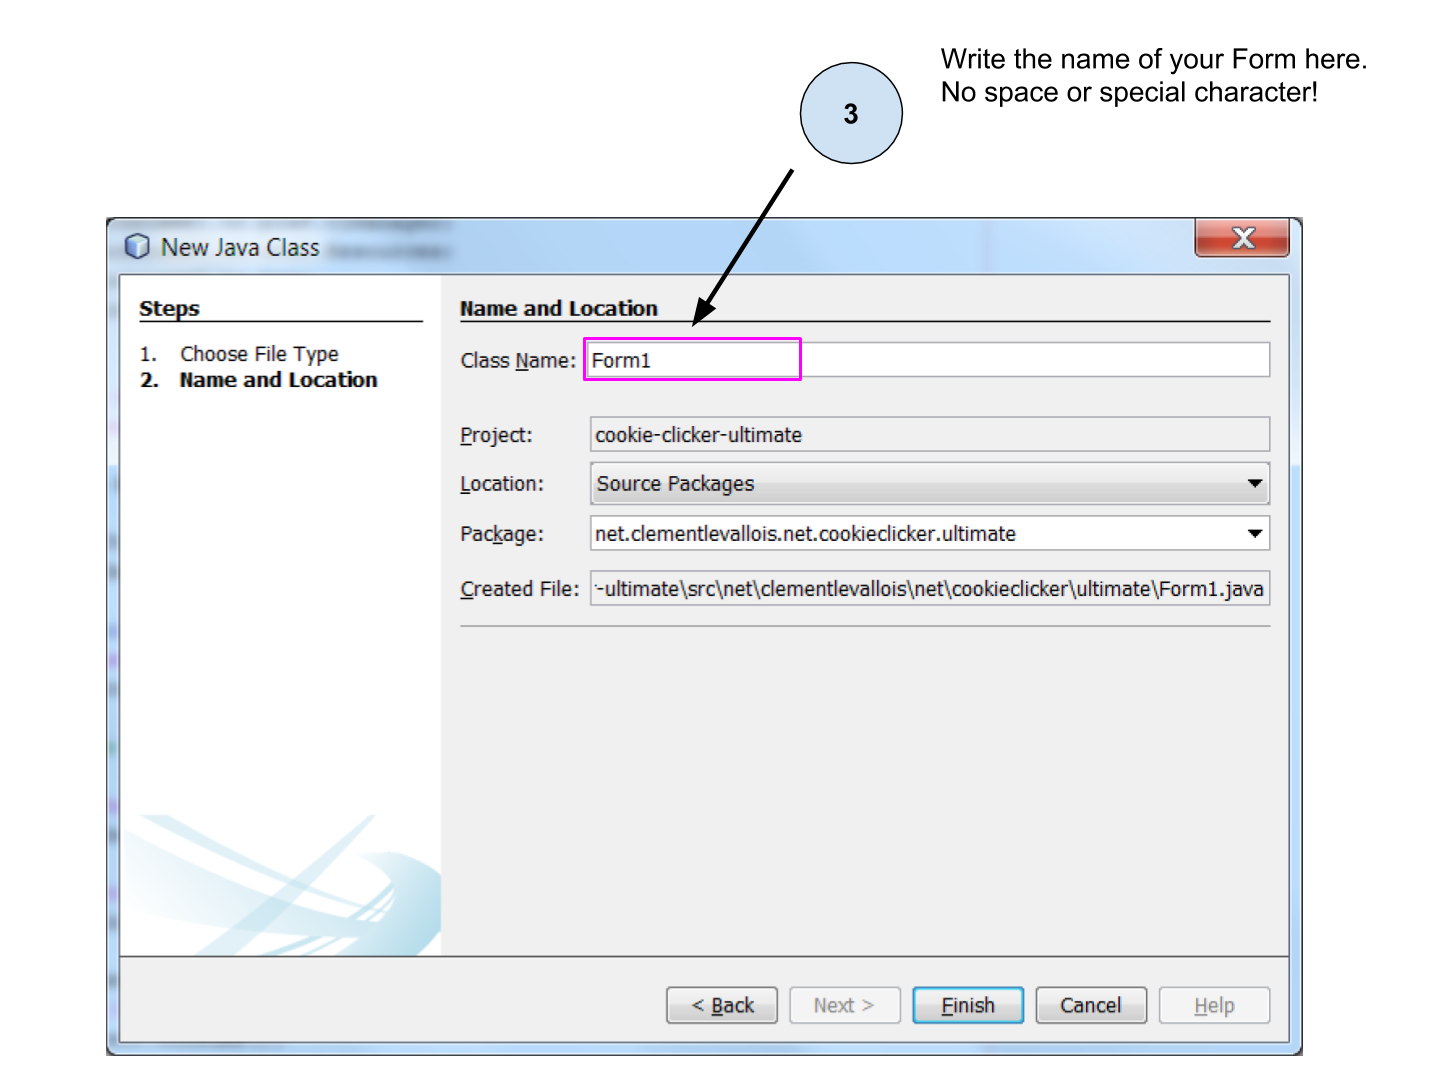 Write the name of your Form here.
No space or special character!
3
New Java Class
Steps
1. Choose File Type
2. Name and Location
Name and Location
Class Name: Form1
Project: cookie-clicker-ultimate
Location: Source Packages
Package: net.clementlevallois.net.cookieclicker.ultimate
Created File: -ultimate\src\net\clementlevallois\net\cookieclicker\ultimate\Form1.java
< Back Next > Finish Cancel Help